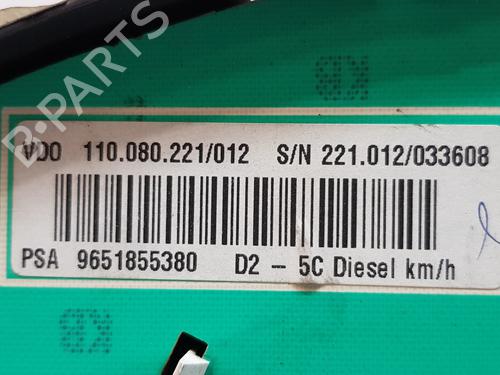 VDO 110.080.221/012 S/N 221.012/033608
PSA 9651855380 D2 - 5C Diesel km/h
B-PARTS